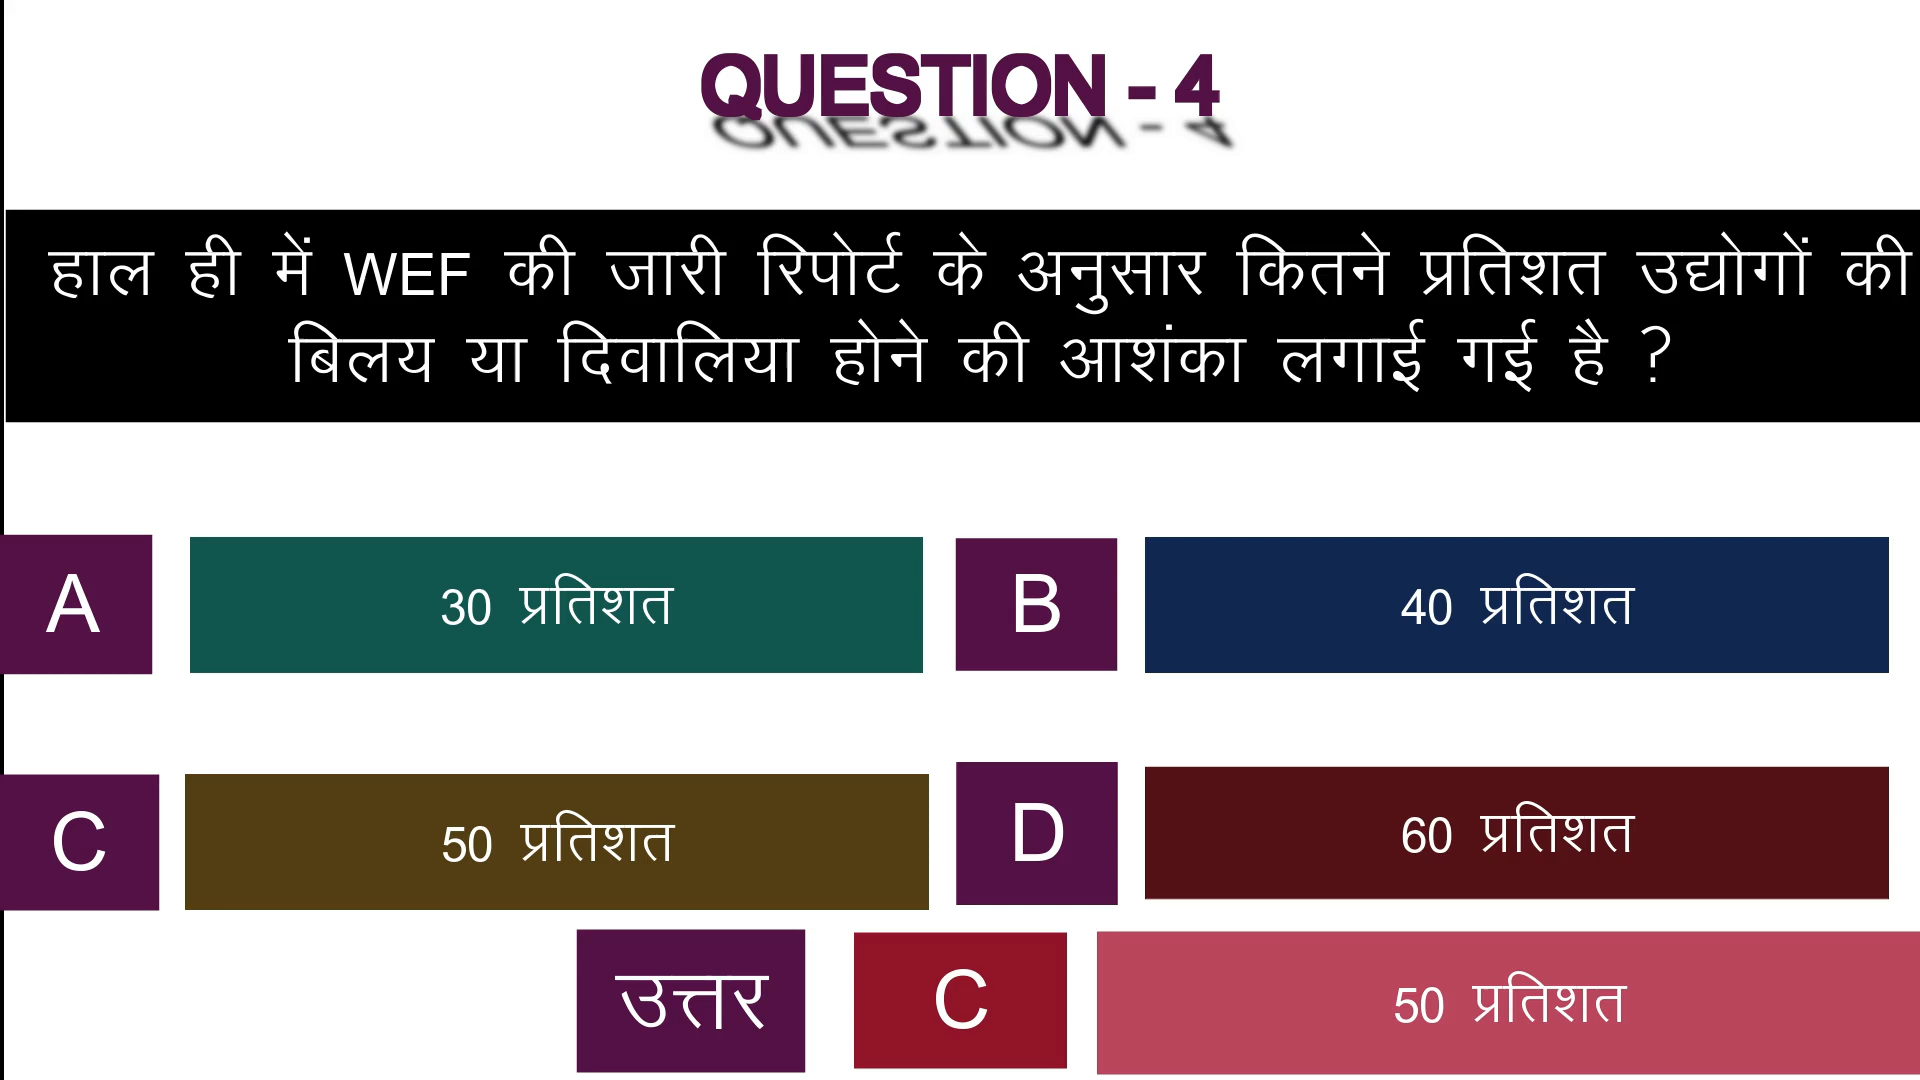 QUESTION - 4
हाल ही में WEF की जारी रिपोर्ट के अनुसार कितने प्रतिशत उद्योगों की
बिलय या दिवालिया होने की आशंका लगाई गई है ?
A
30 प्रतिशत
B
40 प्रतिशत
C
50 प्रतिशत
D
60 प्रतिशत
उत्तर
C
50 प्रतिशत